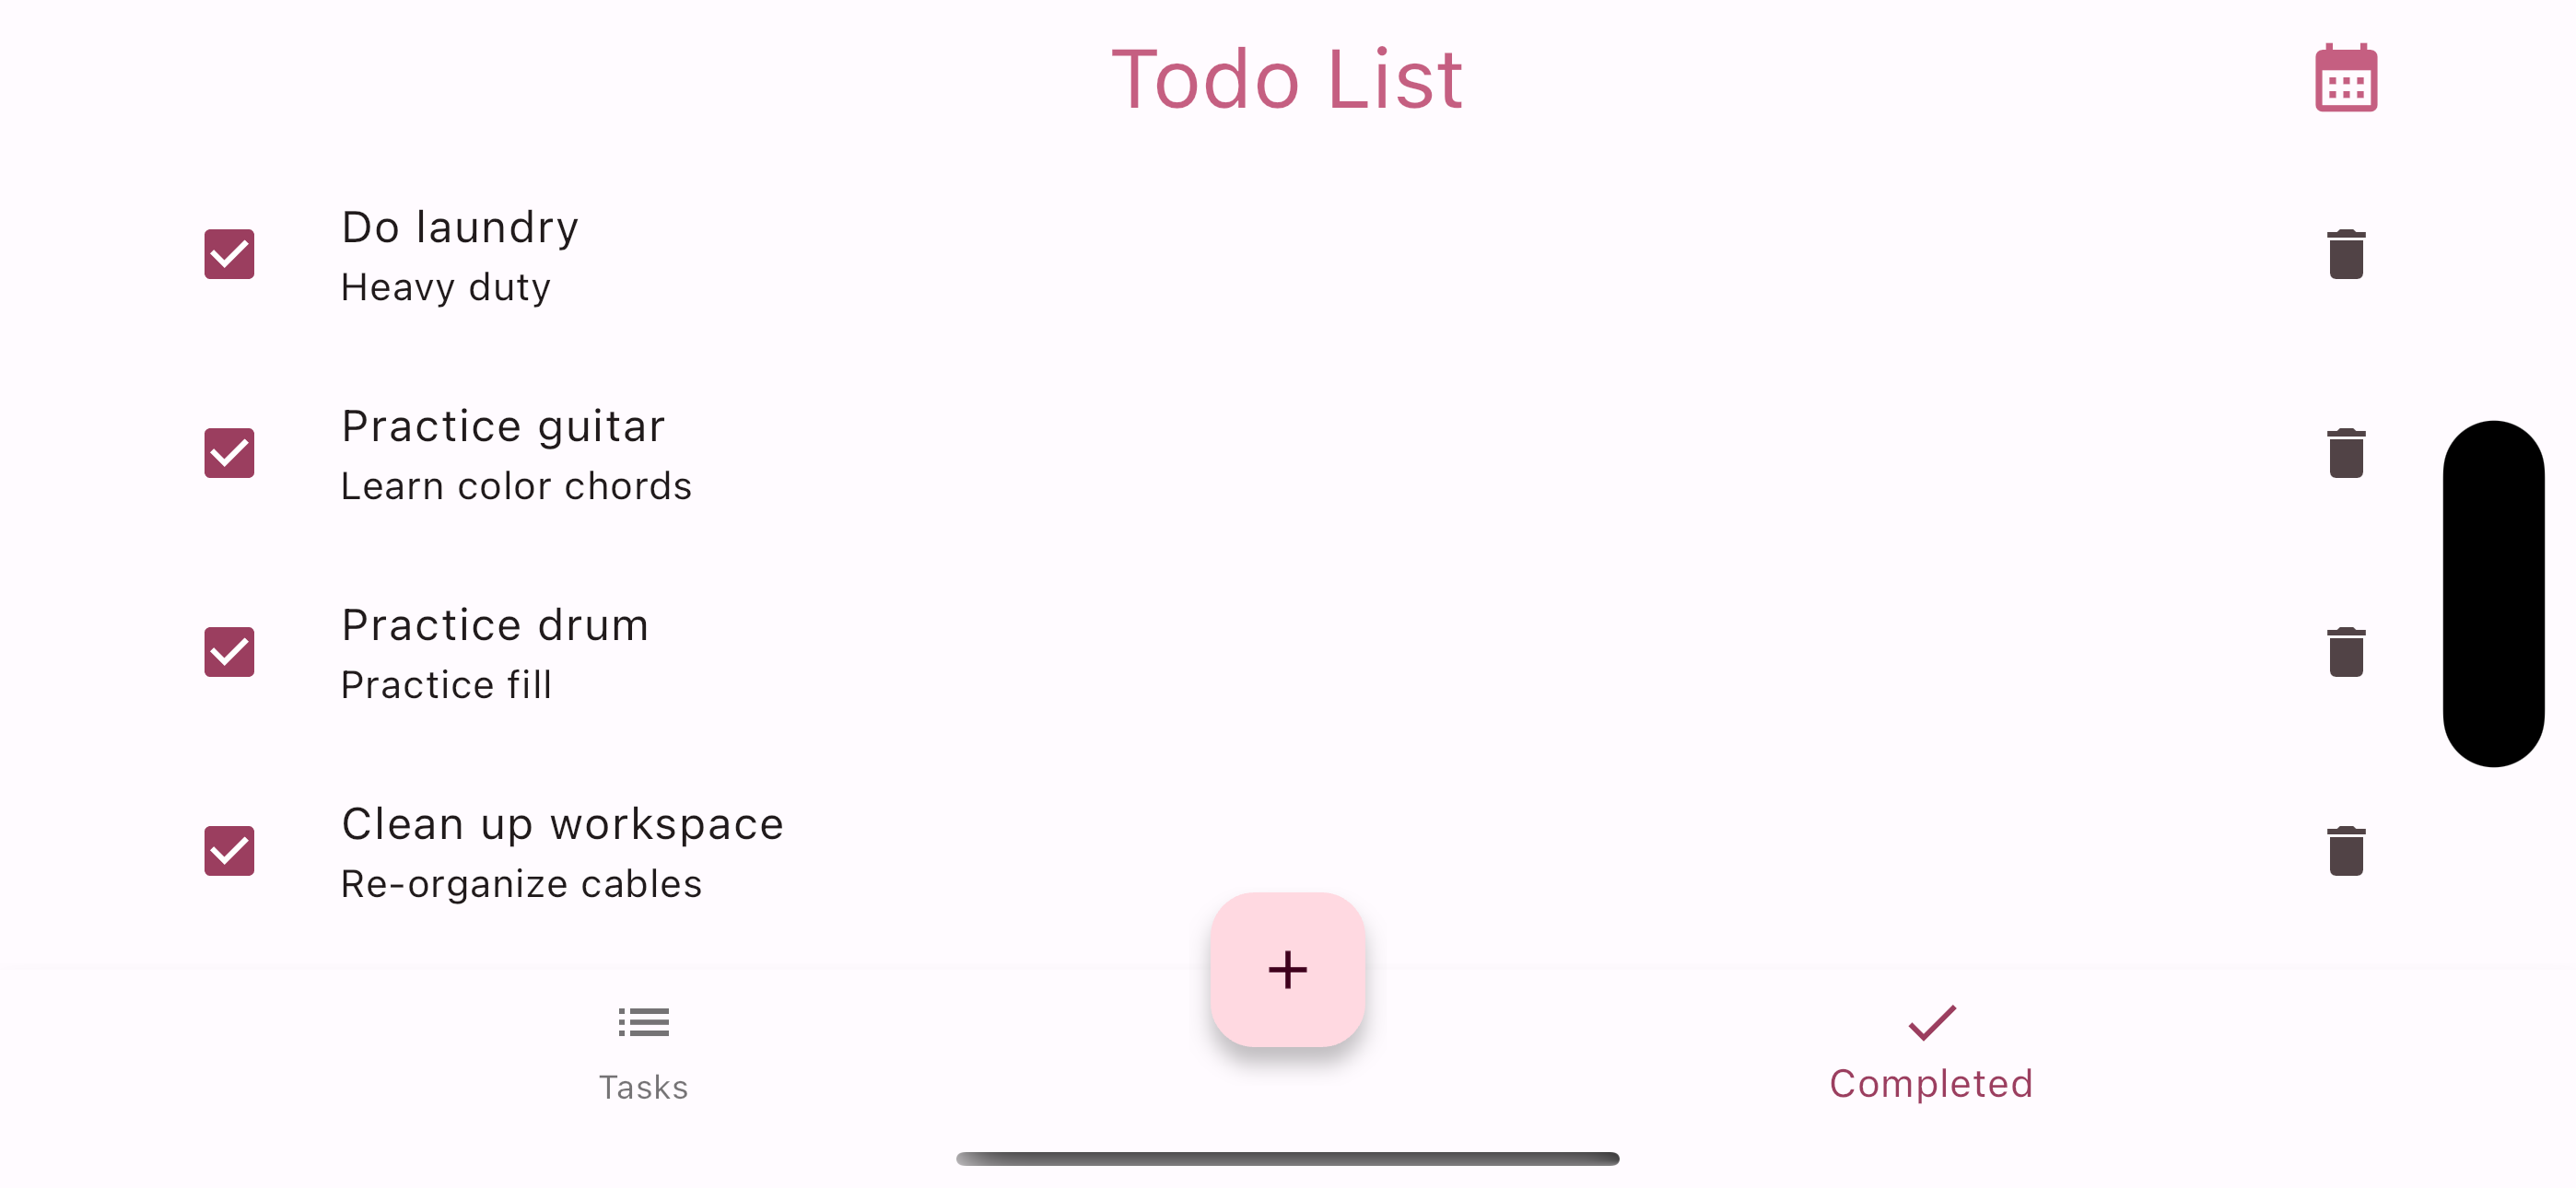 Todo List
Do laundry
Heavy duty
Practice guitar
Learn color chords
Practice drum
Practice fill
Clean up workspace
Re-organize cables
Tasks
Completed